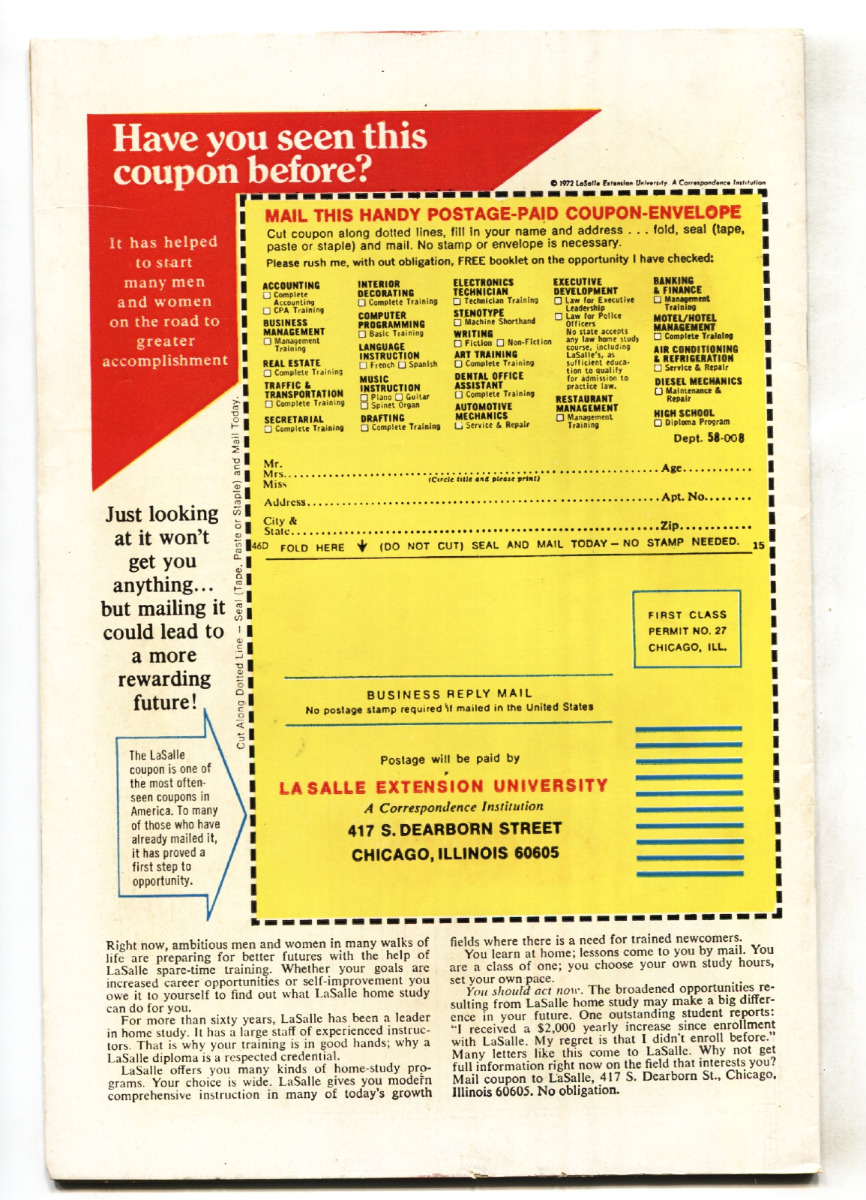 Have you seen this
coupon before?
© 1972 LaSalle Extension University. A Correspondence Institution
It has helped
to start
many men
and women
on the road to
greater
accomplishment
MAIL THIS HANDY POSTAGE-PAID COUPON-ENVELOPE
Cut coupon along dotted lines, fill in your name and address . . . fold, seal (tape,
paste or staple) and mail. No stamp or envelope is necessary.
Please rush me, with out obligation, FREE booklet on the opportunity I have checked:
ACCOUNTING
☐ Complete
Accounting
☐ CPA Training
BUSINESS
MANAGEMENT
☐ Management
Training
REAL ESTATE
☐ Complete Training
TRAFFIC &
TRANSPORTATION
☐ Complete Training
SECRETARIAL
☐ Complete Training
INTERIOR
DECORATING
☐ Complete Training
COMPUTER
PROGRAMMING
☐ Basic Training
LANGUAGE
INSTRUCTION
☐ French ☐ Spanish
MUSIC
INSTRUCTION
☐ Piano ☐ Guitar
☐ Spinet Organ
DRAFTING
☐ Complete Training
ELECTRONICS
TECHNICIAN
☐ Technician Training
STENOTYPE
☐ Machine Shorthand
WRITING
☐ Fiction ☐ Non-Fiction
ART TRAINING
☐ Complete Training
DENTAL OFFICE
ASSISTANT
☐ Complete Training
AUTOMOTIVE
MECHANICS
☐ Service & Repair
EXECUTIVE
DEVELOPMENT
☐ Law for Executive
Leadership
☐ Law for Police
Officers
No state accepts
any law home study
course, including
LaSalle's, as
sufficient educa-
tion to qualify
for admission to
practice law.
RESTAURANT
MANAGEMENT
☐ Management
Training
BANKING
& FINANCE
☐ Management
Training
MOTEL/HOTEL
MANAGEMENT
☐ Complete Training
AIR CONDITIONING
& REFRIGERATION
☐ Service & Repair
DIESEL MECHANICS
☐ Maintenance &
Repair
HIGH SCHOOL
☐ Diploma Program
Dept. 58-008
Mr.
Mrs. Age
Miss (Circle title and please print)
Address Apt. No.
City &
State Zip
46D FOLD HERE ↓ (DO NOT CUT) SEAL AND MAIL TODAY — NO STAMP NEEDED. 15
Cut Along Dotted Line — Seal (Tape, Paste or Staple) and Mail Today.
Just looking
at it won't
get you
anything...
but mailing it
could lead to
a more
rewarding
future!
The LaSalle
coupon is one of
the most often-
seen coupons in
America. To many
of those who have
already mailed it,
it has proved a
first step to
opportunity.
FIRST CLASS
PERMIT NO. 27
CHICAGO, ILL.
BUSINESS REPLY MAIL
No postage stamp required if mailed in the United States
Postage will be paid by
LA SALLE EXTENSION UNIVERSITY
A Correspondence Institution
417 S. DEARBORN STREET
CHICAGO, ILLINOIS 60605
Right now, ambitious men and women in many walks of
life are preparing for better futures with the help of
LaSalle spare-time training. Whether your goals are
increased career opportunities or self-improvement you
owe it to yourself to find out what LaSalle home study
can do for you.
For more than sixty years, LaSalle has been a leader
in home study. It has a large staff of experienced instruc-
tors. That is why your training is in good hands; why a
LaSalle diploma is a respected credential.
LaSalle offers you many kinds of home-study pro-
grams. Your choice is wide. LaSalle gives you modern
comprehensive instruction in many of today's growth
fields where there is a need for trained newcomers.
You learn at home; lessons come to you by mail. You
are a class of one; you choose your own study hours,
set your own pace.
You should act now. The broadened opportunities re-
sulting from LaSalle home study may make a big differ-
ence in your future. One outstanding student reports:
"I received a $2,000 yearly increase since enrollment
with LaSalle. My regret is that I didn't enroll before."
Many letters like this come to LaSalle. Why not get
full information right now on the field that interests you?
Mail coupon to LaSalle, 417 S. Dearborn St., Chicago,
Illinois 60605. No obligation.